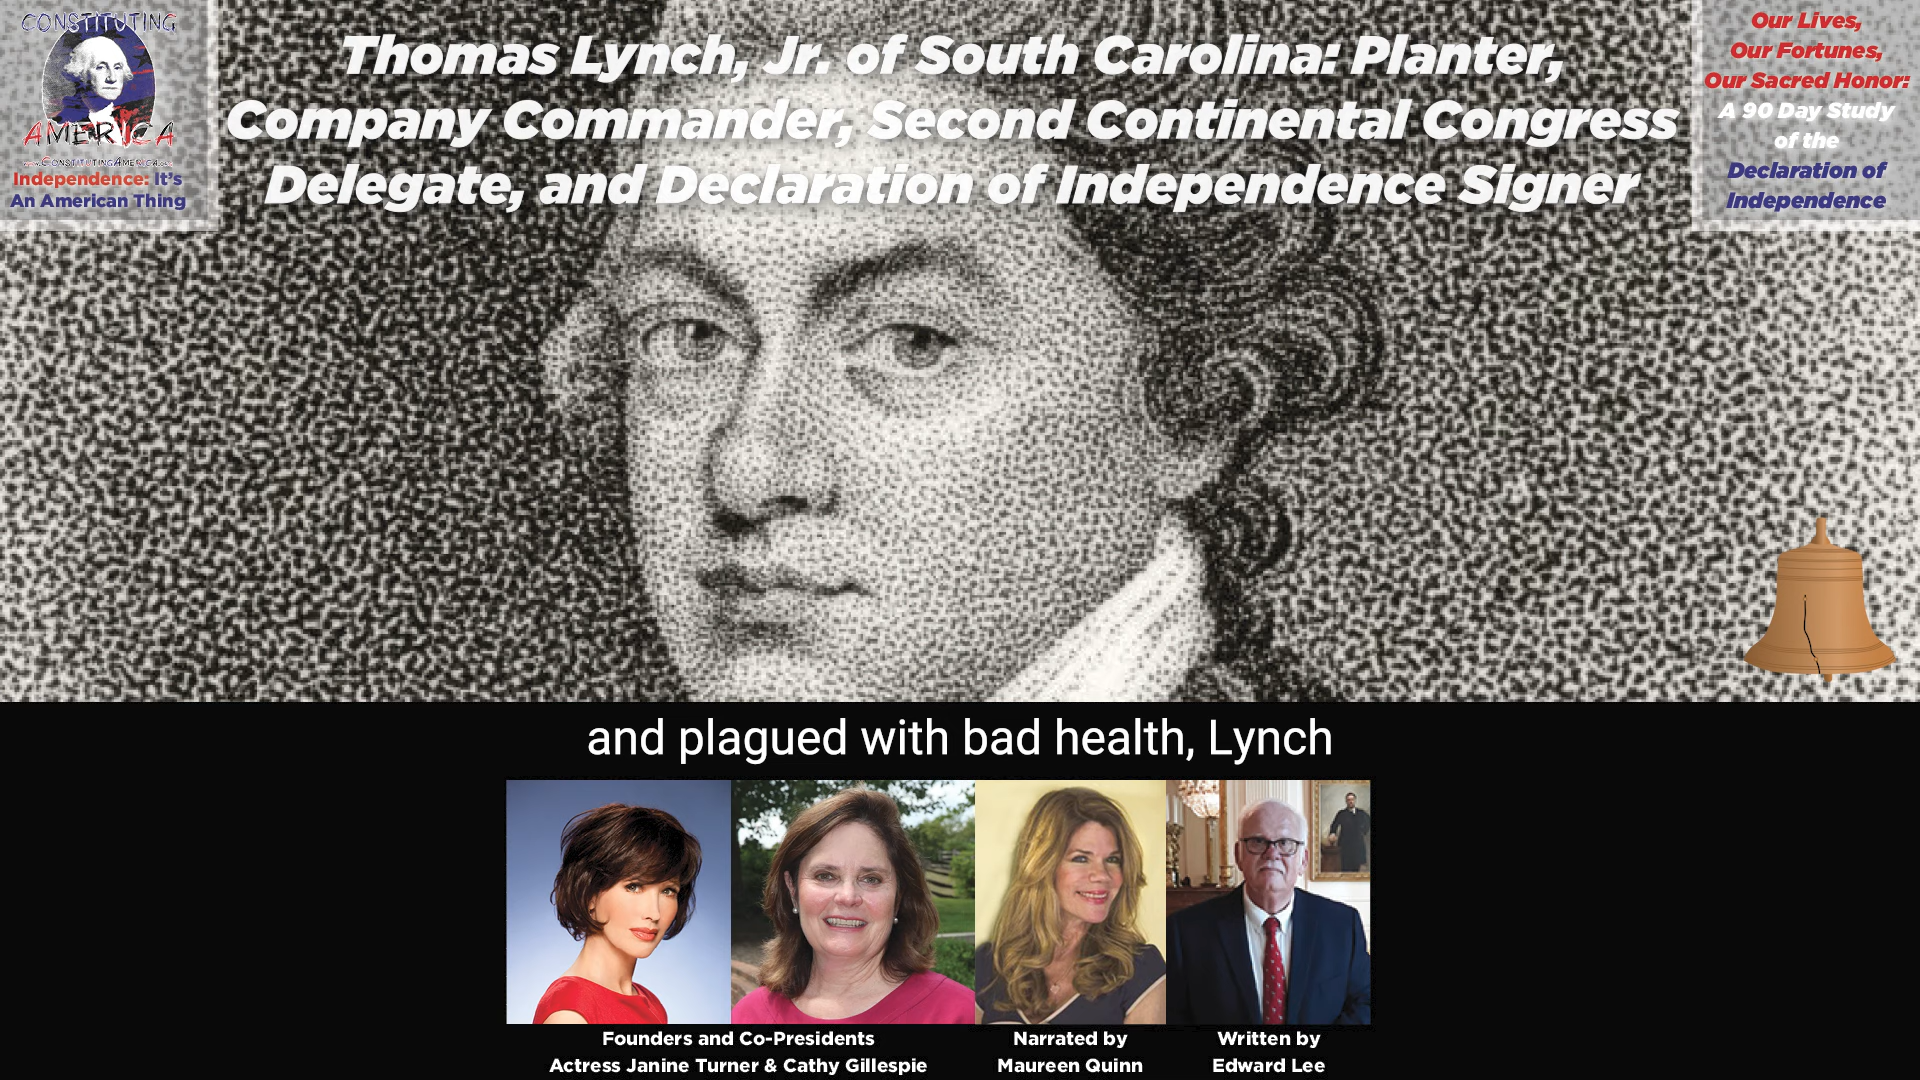 CONSTITUTING
AMERICA
www.ConstitutingAmerica.org
Independence: It's
An American Thing
Thomas Lynch, Jr. of South Carolina: Planter,
Company Commander, Second Continental Congress
Delegate, and Declaration of Independence Signer
Our Lives,
Our Fortunes,
Our Sacred Honor:
A 90 Day Study
of the
Declaration of
Independence
and plagued with bad health, Lynch
Founders and Co-Presidents
Actress Janine Turner & Cathy Gillespie
Narrated by
Maureen Quinn
Written by
Edward Lee